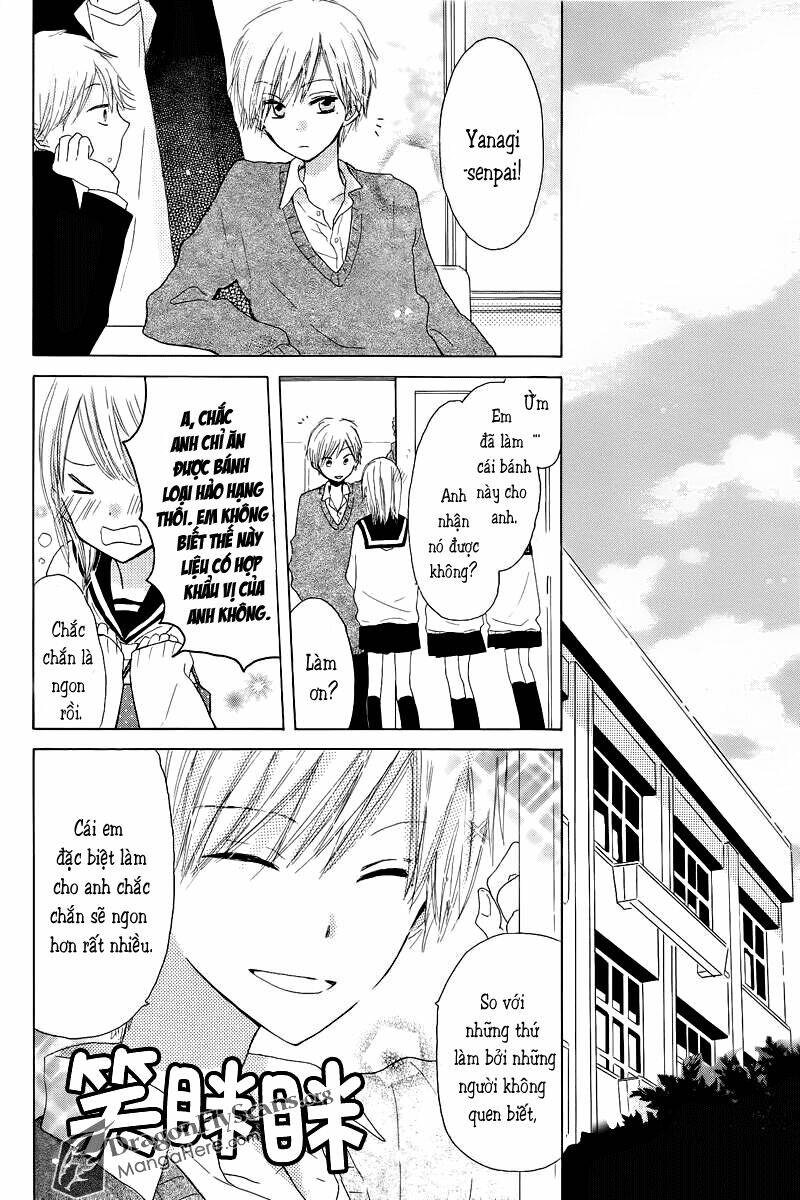 Yanagi
-senpai!
Ừm
...
Em
đã làm
cái bánh
này cho
anh.
Anh
nhận
nó được
không?
Làm
ơn?
A, CHẮC
ANH CHỈ ĂN
ĐƯỢC BÁNH
LOẠI HẢO HẠNG
THÔI. EM KHÔNG
BIẾT THẾ NÀY
LIỆU CÓ HỢP
KHẨU VỊ CỦA
ANH KHÔNG.
Chắc
chắn là
ngon
rồi.
So với
những thứ
làm bởi những
người không
quen biết,
Cái em
đặc biệt làm
cho anh chắc
chắn sẽ ngon
hơn rất nhiều.
笑眯眯
DragonFlyScans.org
MangaHere.com